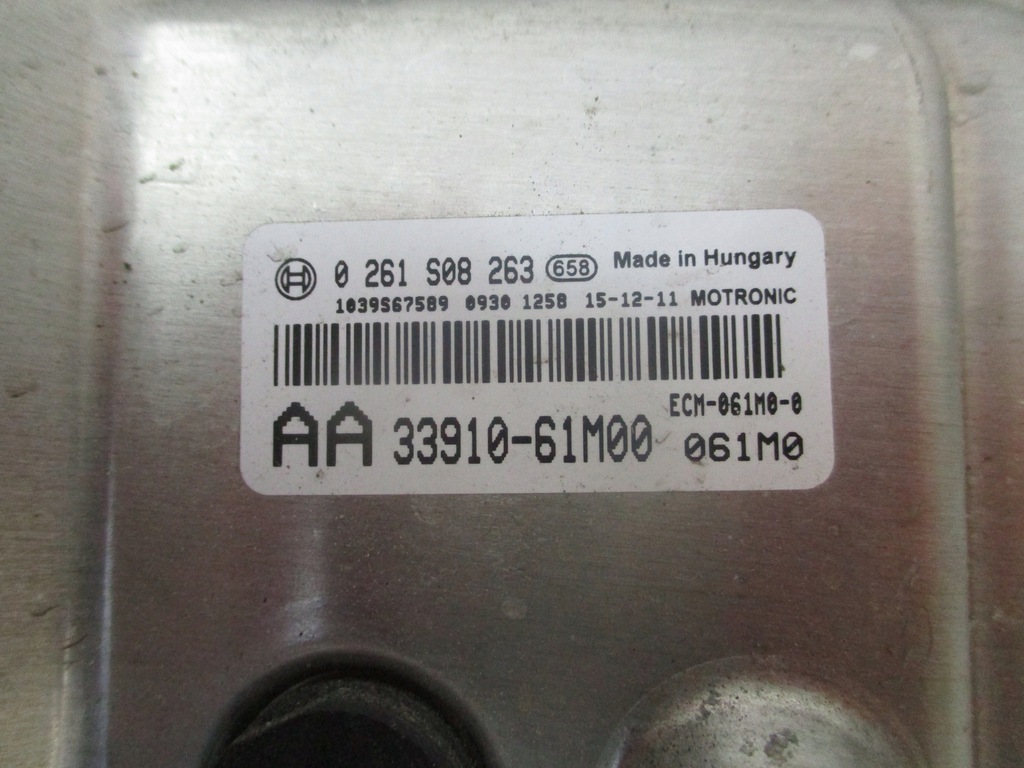 0 261 S08 263 658 Made in Hungary
1039S67589 0930 1258 15-12-11 MOTRONIC
ECM-061M0-0
AA 33910-61M00 061M0